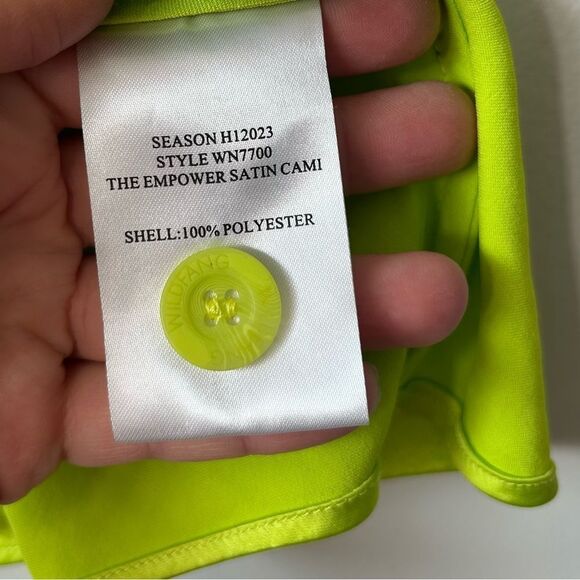 SEASON H12023
STYLE WN7700
THE EMPOWER SATIN CAMI
SHELL:100% POLYESTER
WILDFANG